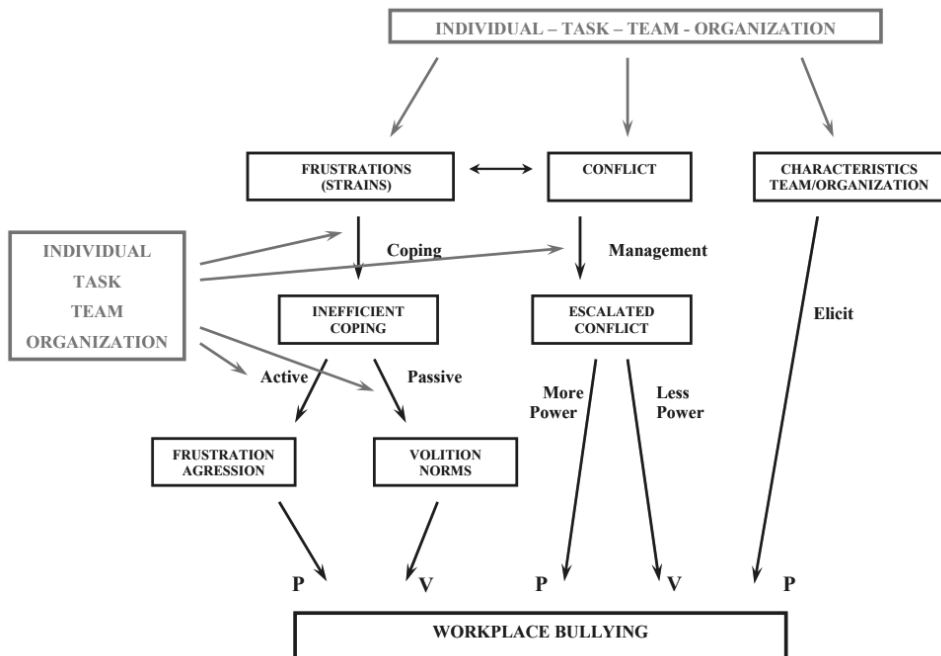 INDIVIDUAL – TASK – TEAM - ORGANIZATION
FRUSTRATIONS
(STRAINS)
CONFLICT
CHARACTERISTICS
TEAM/ORGANIZATION
INDIVIDUAL
TASK
TEAM
ORGANIZATION
Coping
Management
INEFFICIENT
COPING
ESCALATED
CONFLICT
Elicit
Active
Passive
More
Power
Less
Power
FRUSTRATION
AGRESSION
VOLITION
NORMS
P
V
P
V
P
WORKPLACE BULLYING